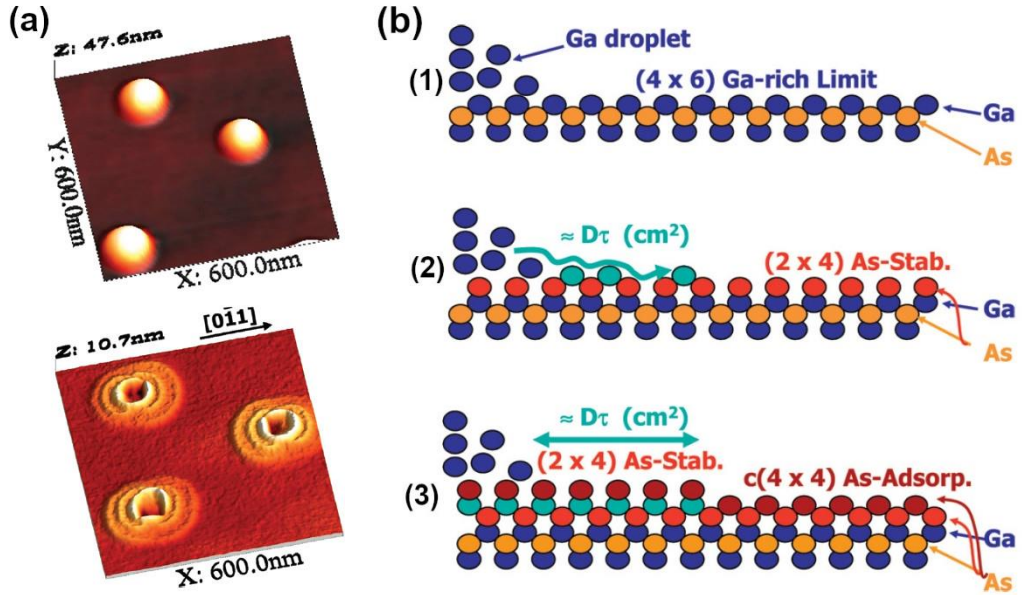 (a)
Z: 47.6nm
Y: 600.0nm
X: 600.0nm
Z: 10.7nm
[01̄1]
X: 600.0nm
(b)
Ga droplet
(1)
(4 x 6) Ga-rich Limit
Ga
As
≈ Dτ (cm²)
(2)
(2 x 4) As-Stab.
Ga
As
≈ Dτ (cm²)
(2 x 4) As-Stab.
(3)
c(4 x 4) As-Adsorp.
Ga
As